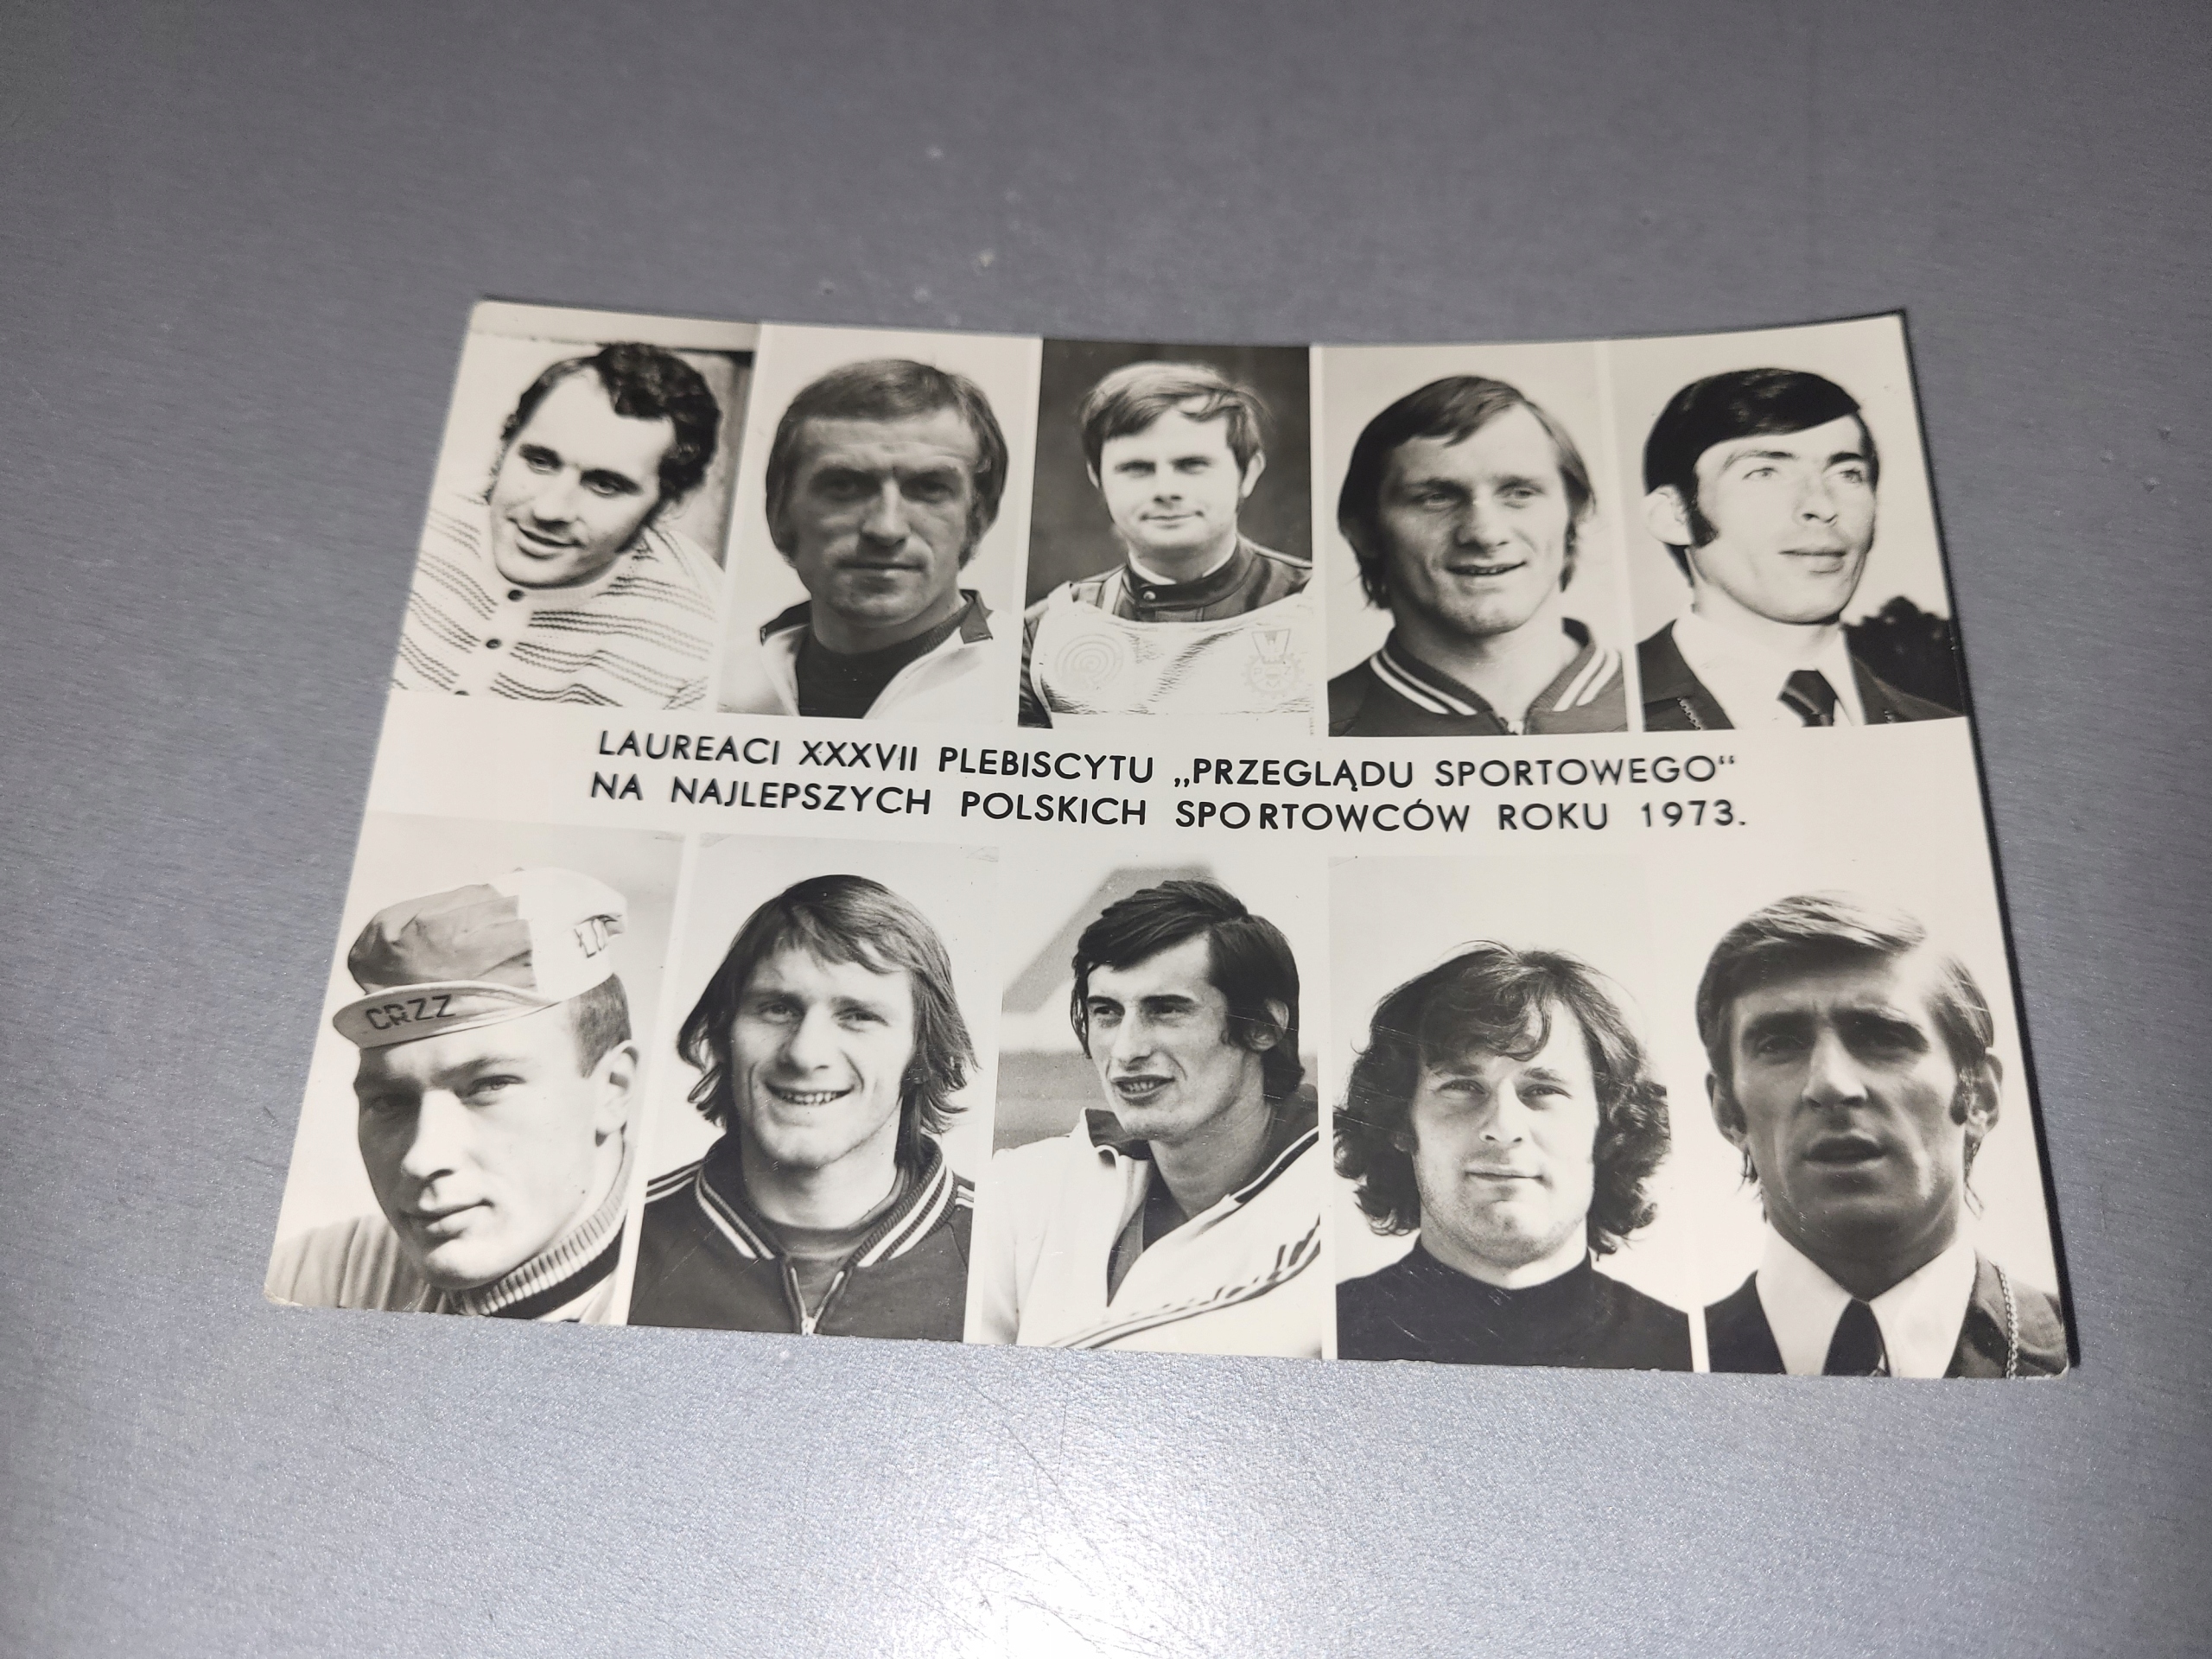 LAUREACI XXXVII PLEBISCYTU „PRZEGLĄDU SPORTOWEGO“
NA NAJLEPSZYCH POLSKICH SPORTOWCÓW ROKU 1973.
CRZZ